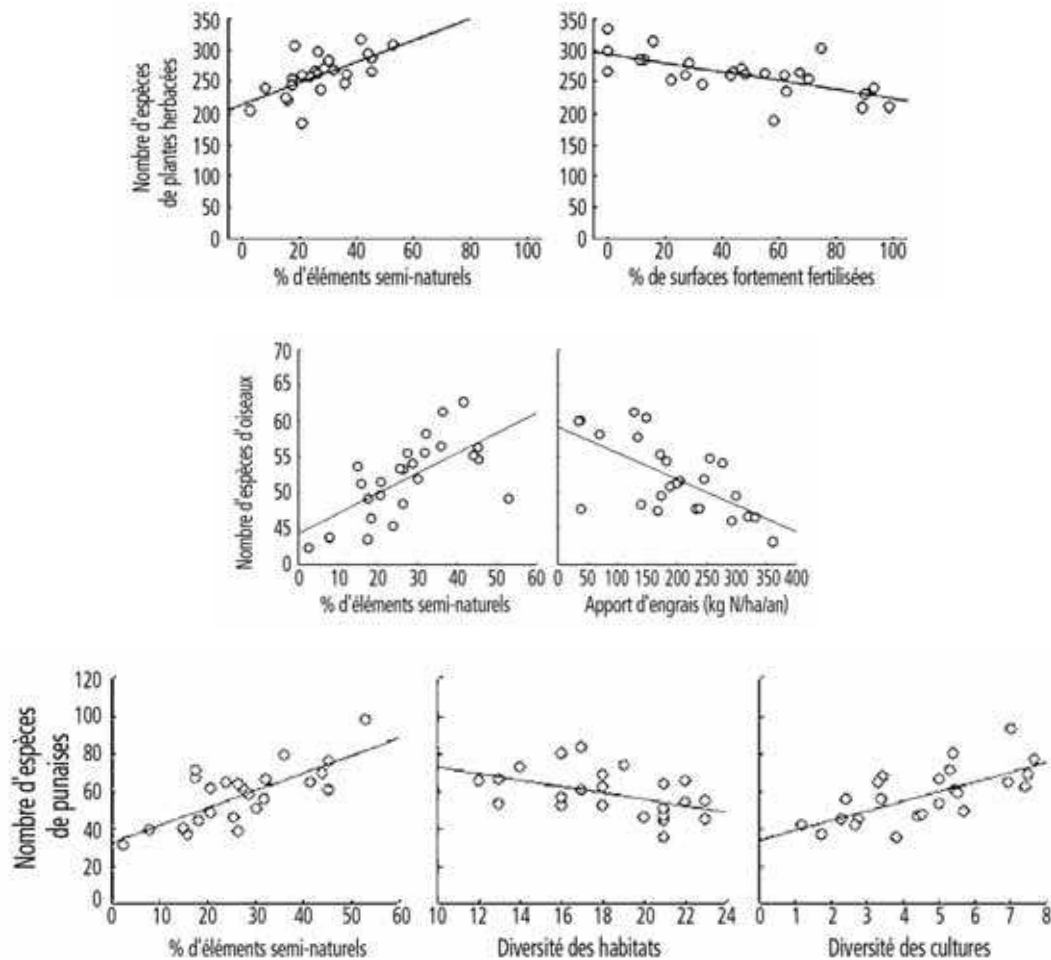 Nombre d'espèces
de plantes herbacées
350
300
250
200
150
100
50
0
0 20 40 60 80 100
% d'éléments semi-naturels
350
300
250
200
150
100
50
0
0 20 40 60 80 100
% de surfaces fortement fertilisées
Nombre d'espèces d'oiseaux
70
65
60
55
50
45
0
0 10 20 30 40 50 60
% d'éléments semi-naturels
0 50 100 150 200 250 300 350 400
Apport d'engrais (kg N/ha/an)
Nombre d'espèces
de punaises
120
100
80
60
40
20
0
0 10 20 30 40 50 60
% d'éléments semi-naturels
10 12 14 16 18 20 22 24
Diversité des habitats
0 1 2 3 4 5 6 7 8
Diversité des cultures